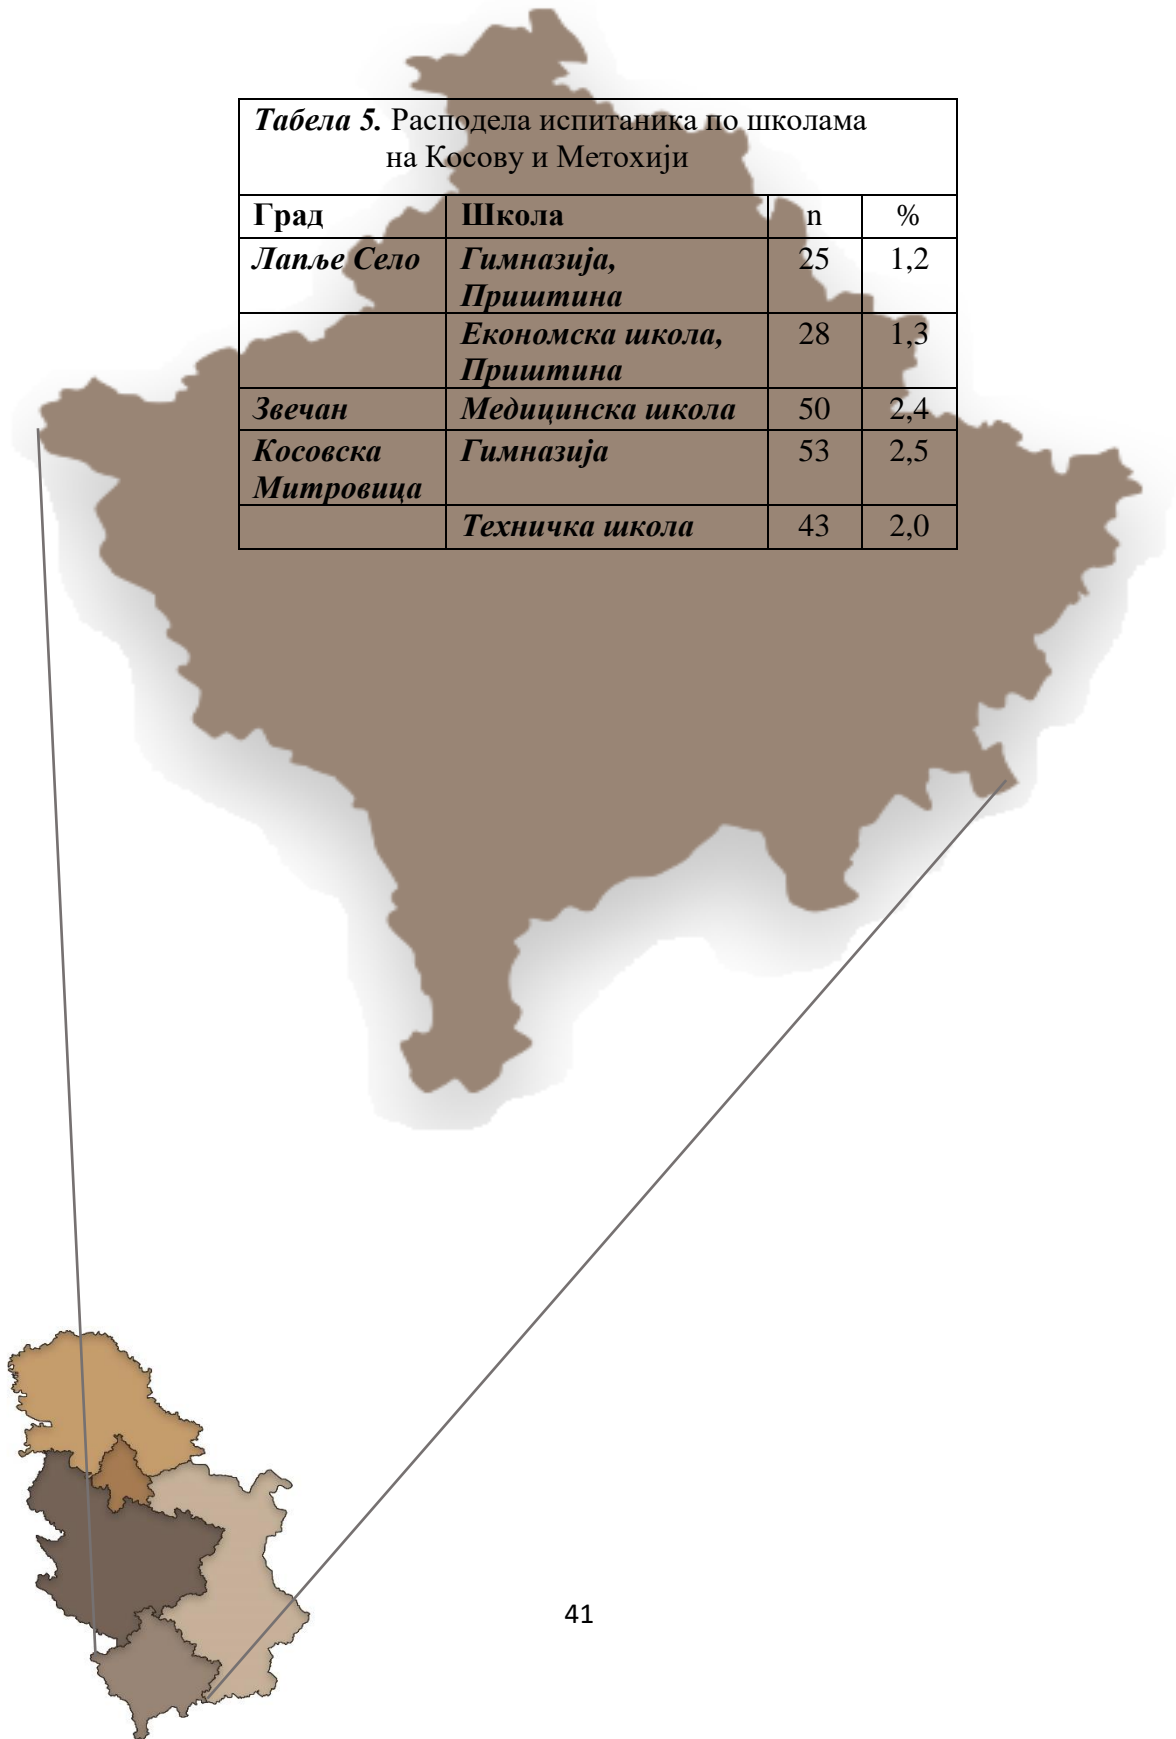 Табела 5. Расподела испитаника по школама
на Косову и Метохији
Град Школа n %
Лапље Село Гимназија, 25 1,2
Приштина
Економска школа, 28 1,3
Приштина
Звечан Медицинска школа 50 2,4
Косовска Гимназија 53 2,5
Митровица
Техничка школа 43 2,0
41